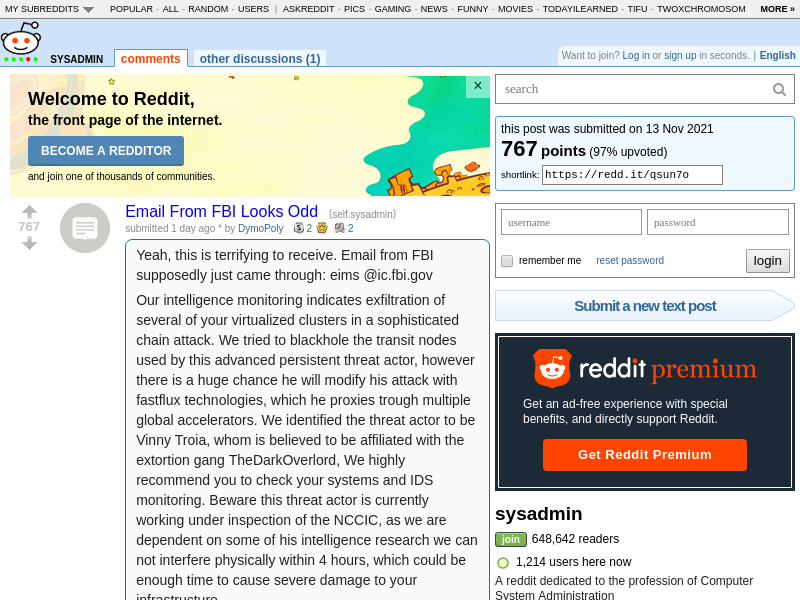 MY SUBREDDITS POPULAR - ALL - RANDOM - USERS | ASKREDDIT - PICS - GAMING - NEWS - FUNNY - MOVIES - TODAYILEARNED - TIFU - TWOXCHROMOSOM MORE »
SYSADMIN comments other discussions (1)
Want to join? Log in or sign up in seconds. | English
Welcome to Reddit,
the front page of the internet.
BECOME A REDDITOR
and join one of thousands of communities.
×
767
Email From FBI Looks Odd (self.sysadmin)
submitted 1 day ago * by DymoPoly 2 2
Yeah, this is terrifying to receive. Email from FBI
supposedly just came through: eims @ic.fbi.gov
Our intelligence monitoring indicates exfiltration of
several of your virtualized clusters in a sophisticated
chain attack. We tried to blackhole the transit nodes
used by this advanced persistent threat actor, however
there is a huge chance he will modify his attack with
fastflux technologies, which he proxies trough multiple
global accelerators. We identified the threat actor to be
Vinny Troia, whom is believed to be affiliated with the
extortion gang TheDarkOverlord, We highly
recommend you to check your systems and IDS
monitoring. Beware this threat actor is currently
working under inspection of the NCCIC, as we are
dependent on some of his intelligence research we can
not interfere physically within 4 hours, which could be
enough time to cause severe damage to your
infrastructure.
search
this post was submitted on 13 Nov 2021
767 points (97% upvoted)
shortlink: https://redd.it/qsun7o
username password
remember me reset password login
Submit a new text post
reddit premium
Get an ad-free experience with special
benefits, and directly support Reddit.
Get Reddit Premium
sysadmin
join 648,642 readers
1,214 users here now
A reddit dedicated to the profession of Computer
System Administration